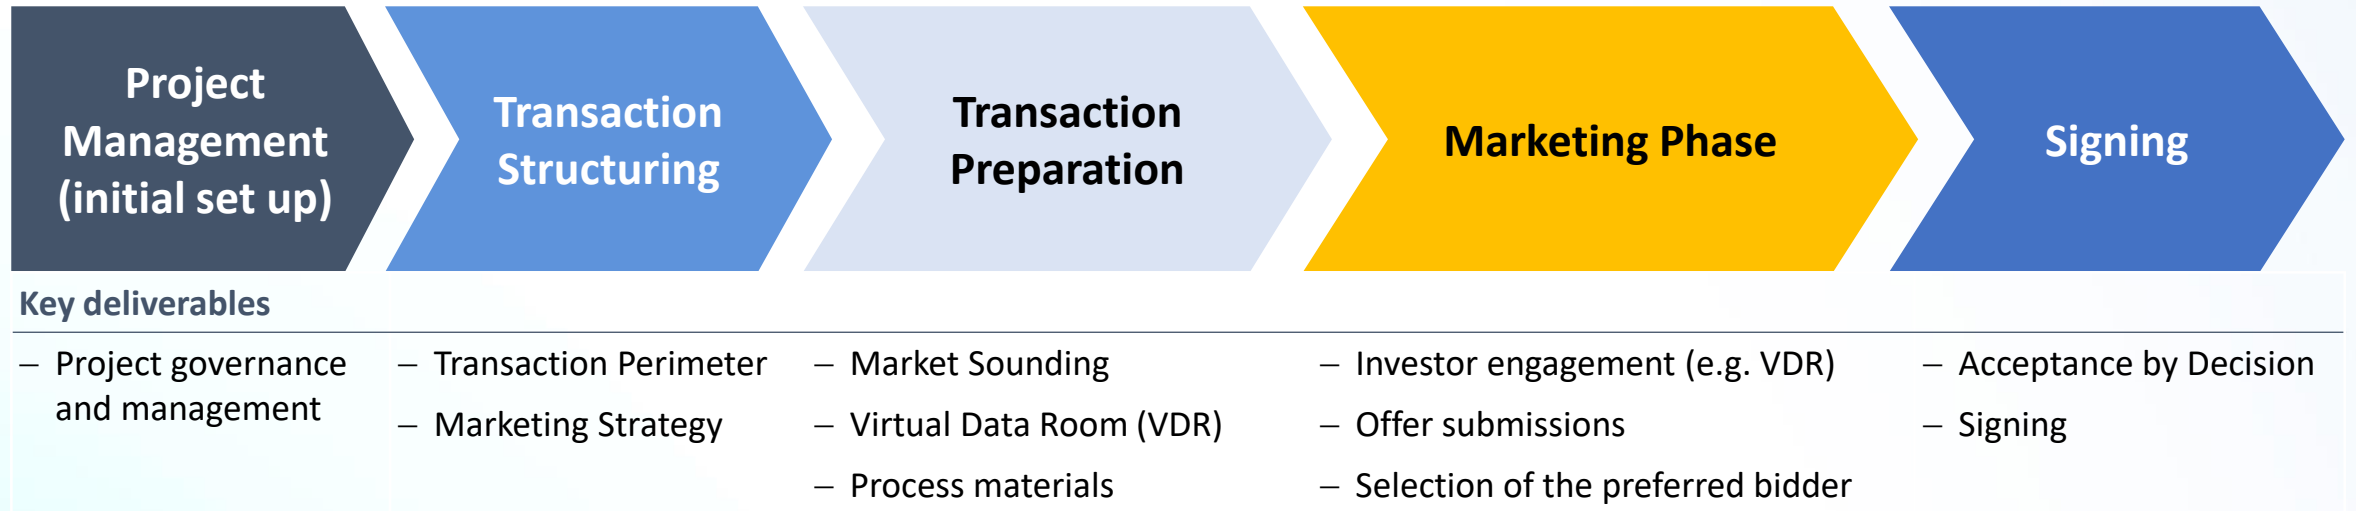 Project
Management
(initial set up)
Transaction
Structuring
Transaction
Preparation
Marketing Phase
Signing
Key deliverables
– Project governance
and management
– Transaction Perimeter
– Marketing Strategy
– Market Sounding
– Virtual Data Room (VDR)
– Process materials
– Investor engagement (e.g. VDR)
– Offer submissions
– Selection of the preferred bidder
– Acceptance by Decision
– Signing